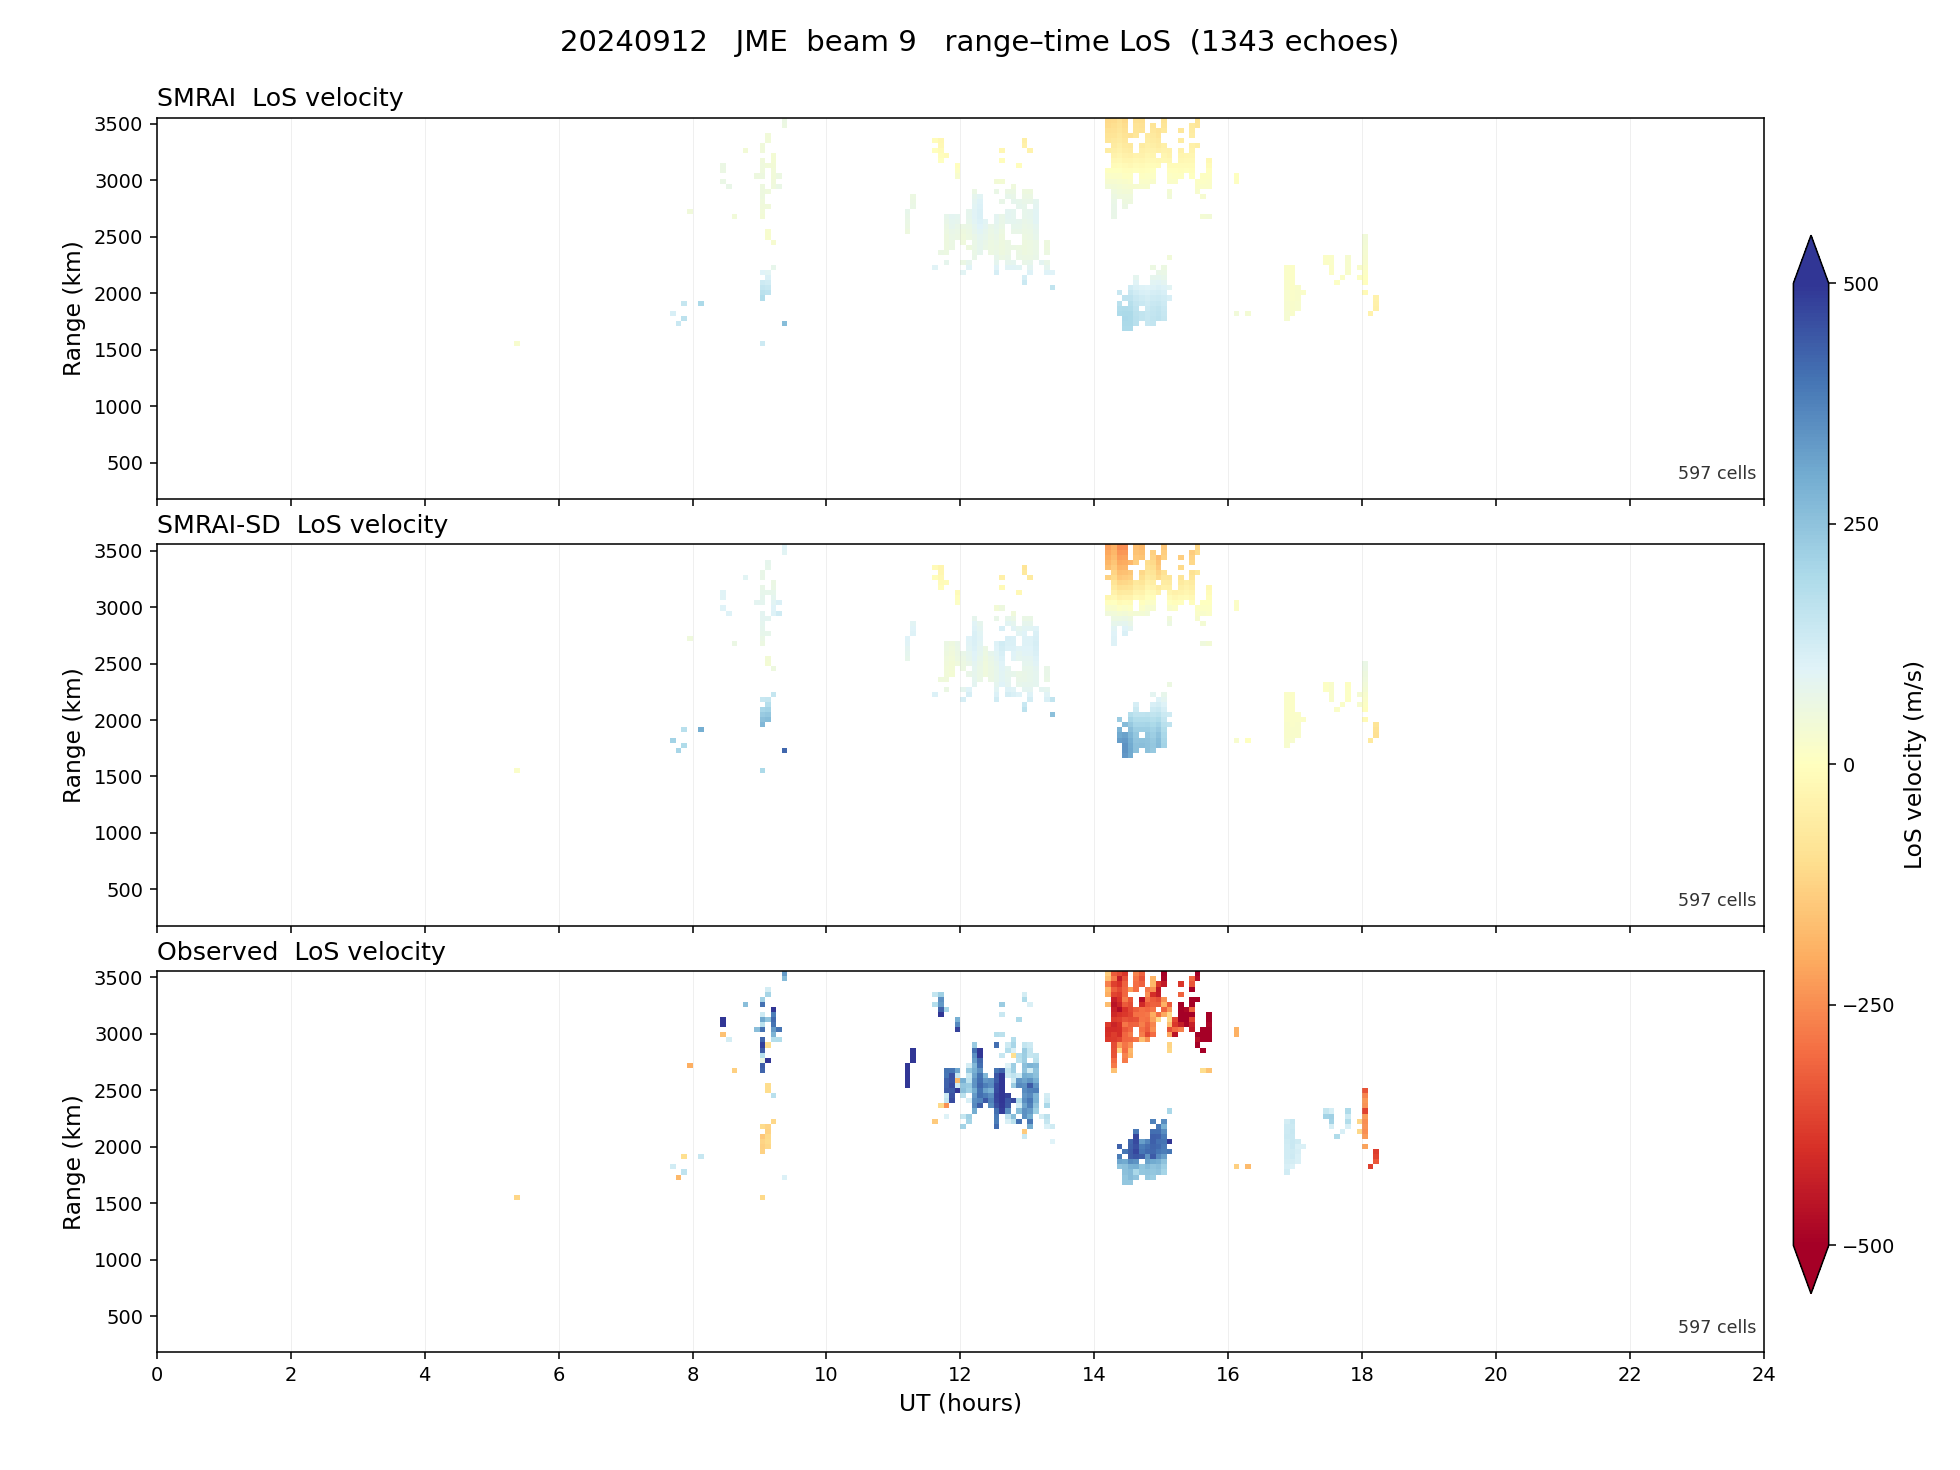 20240912   JME  beam 9   range–time LoS  (1343 echoes)
SMRAI  LoS velocity
3500
3000
2500
2000
1500
1000
500
Range (km)
597 cells
SMRAI-SD  LoS velocity
3500
3000
2500
2000
1500
1000
500
Range (km)
597 cells
Observed  LoS velocity
3500
3000
2500
2000
1500
1000
500
Range (km)
597 cells
0 2 4 6 8 10 12 14 16 18 20 22 24
UT (hours)
500
250
0
−250
−500
LoS velocity (m/s)